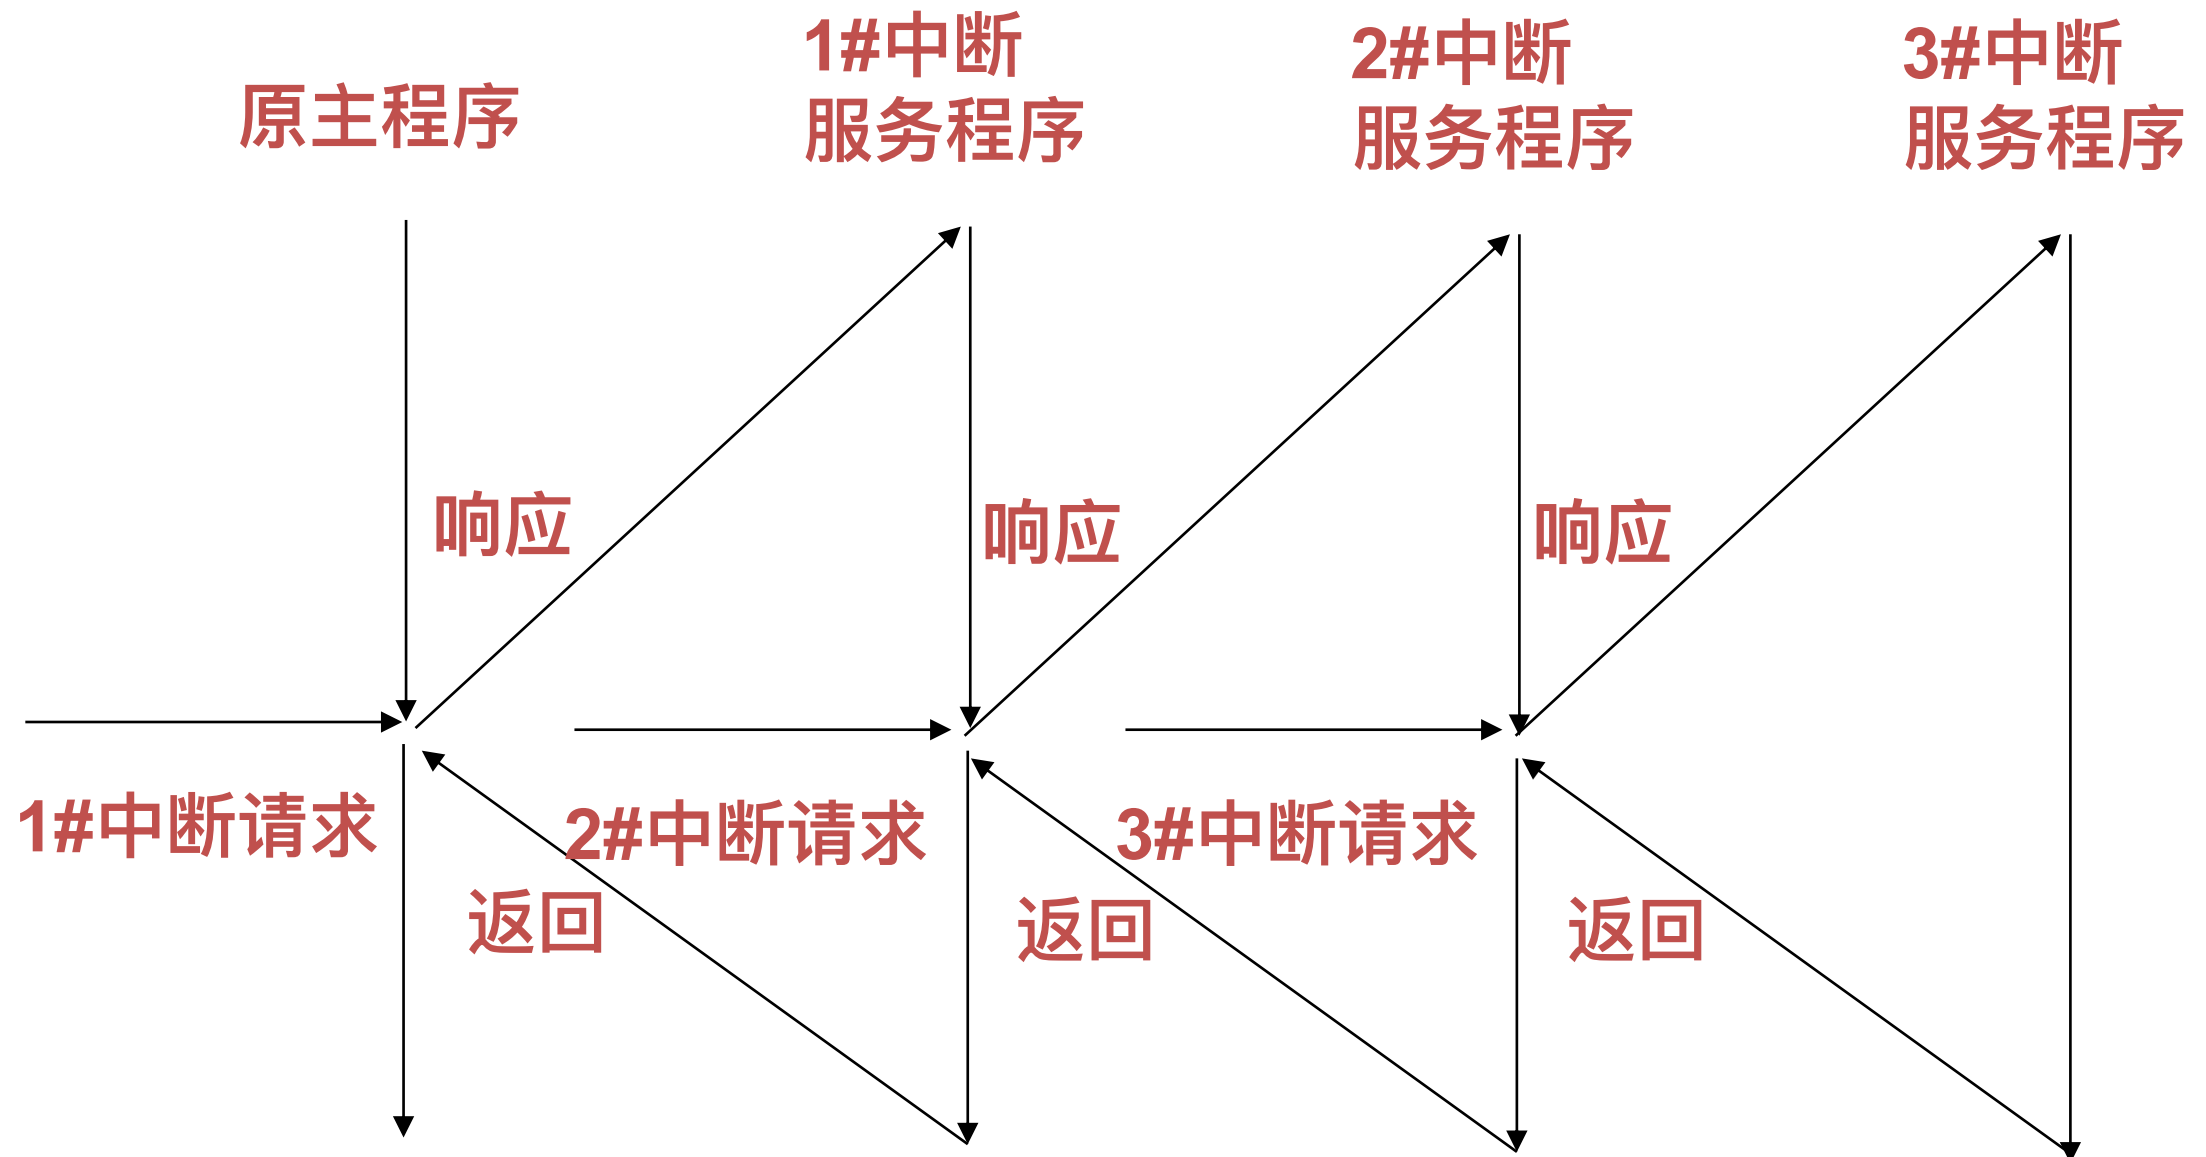 原主程序
1#中断
服务程序
2#中断
服务程序
3#中断
服务程序
响应
响应
响应
1#中断请求
2#中断请求
3#中断请求
返回
返回
返回